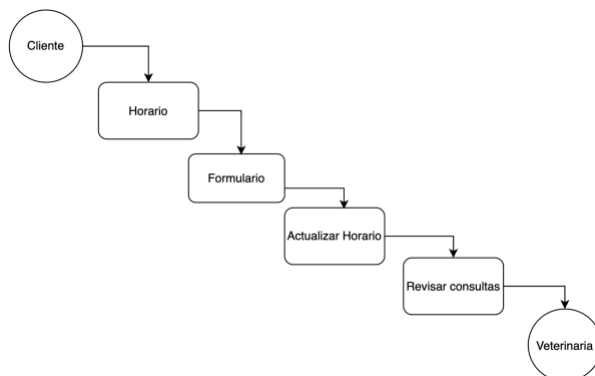 Cliente
Horario
Formulario
Actualizar Horario
Revisar consultas
Veterinaria